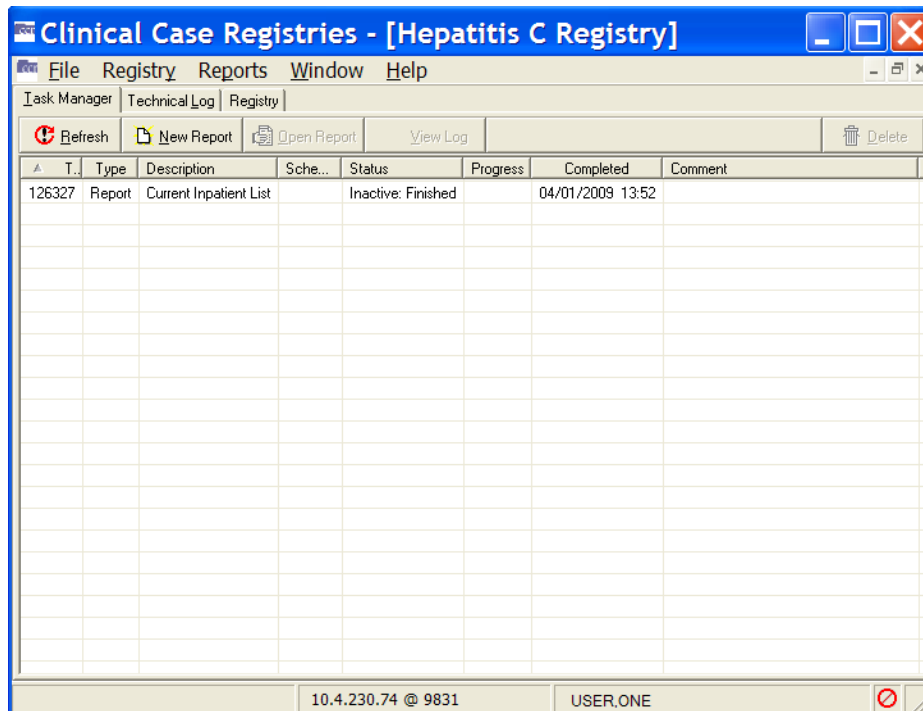 Clinical Case Registries - [Hepatitis C Registry]
File Registry Reports Window Help
Task Manager Technical Log Registry
Refresh New Report Open Report View Log Delete
T.. Type Description Sche... Status Progress Completed Comment
126327 Report Current Inpatient List Inactive: Finished 04/01/2009 13:52
10.4.230.74 @ 9831 USER,ONE